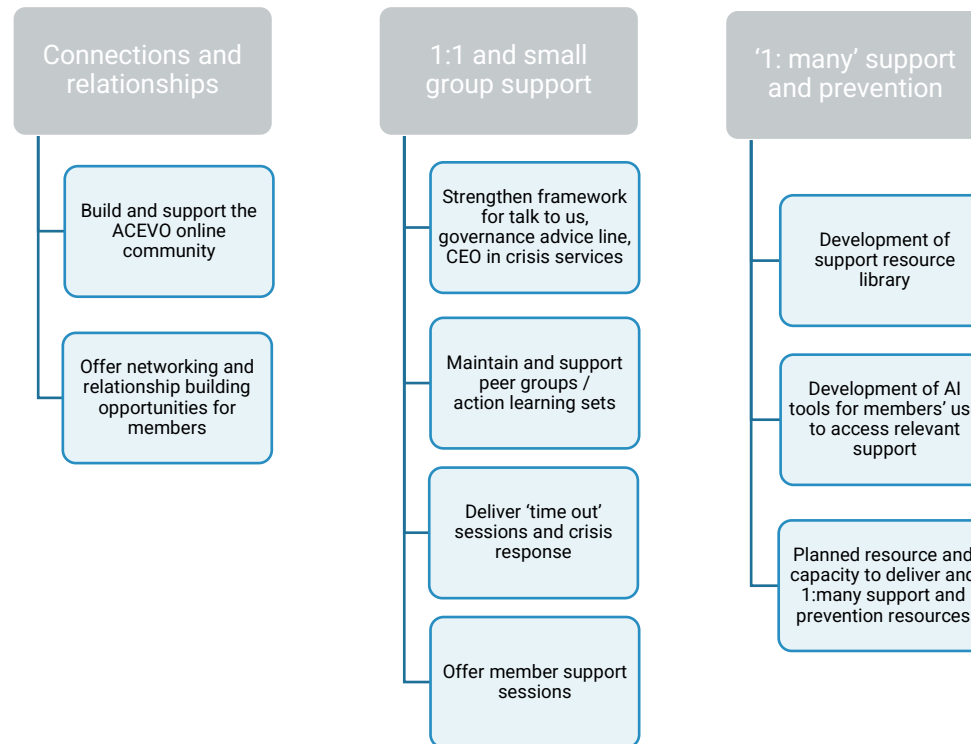 Connections and
relationships
Build and support the
ACEVO online
community
Offer networking and
relationship building
opportunities for
members
1:1 and small
group support
Strengthen framework
for talk to us,
governance advice line,
CEO in crisis services
Maintain and support
peer groups /
action learning sets
Deliver ‘time out’
sessions and crisis
response
Offer member support
sessions
‘1: many’ support
and prevention
Development of
support resource
library
Development of AI
tools for members’ us
to access relevant
support
Planned resource and
capacity to deliver and
1:many support and
prevention resources